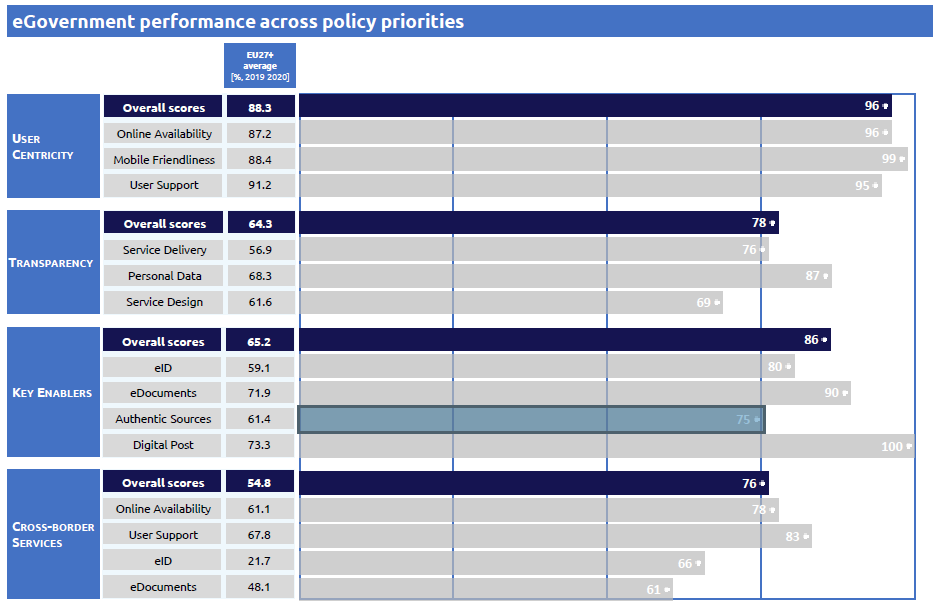 eGovernment performance across policy priorities
EU27+
average
[%, 2019 2020]
USER
CENTRICITY
Overall scores 88.3 96
Online Availability 87.2 96
Mobile Friendliness 88.4 99
User Support 91.2 95
TRANSPARENCY
Overall scores 64.3 78
Service Delivery 56.9 76
Personal Data 68.3 87
Service Design 61.6 69
KEY ENABLERS
Overall scores 65.2 86
eID 59.1 80
eDocuments 71.9 90
Authentic Sources 61.4 75
Digital Post 73.3 100
CROSS-BORDER
SERVICES
Overall scores 54.8 76
Online Availability 61.1 78
User Support 67.8 83
eID 21.7 66
eDocuments 48.1 61